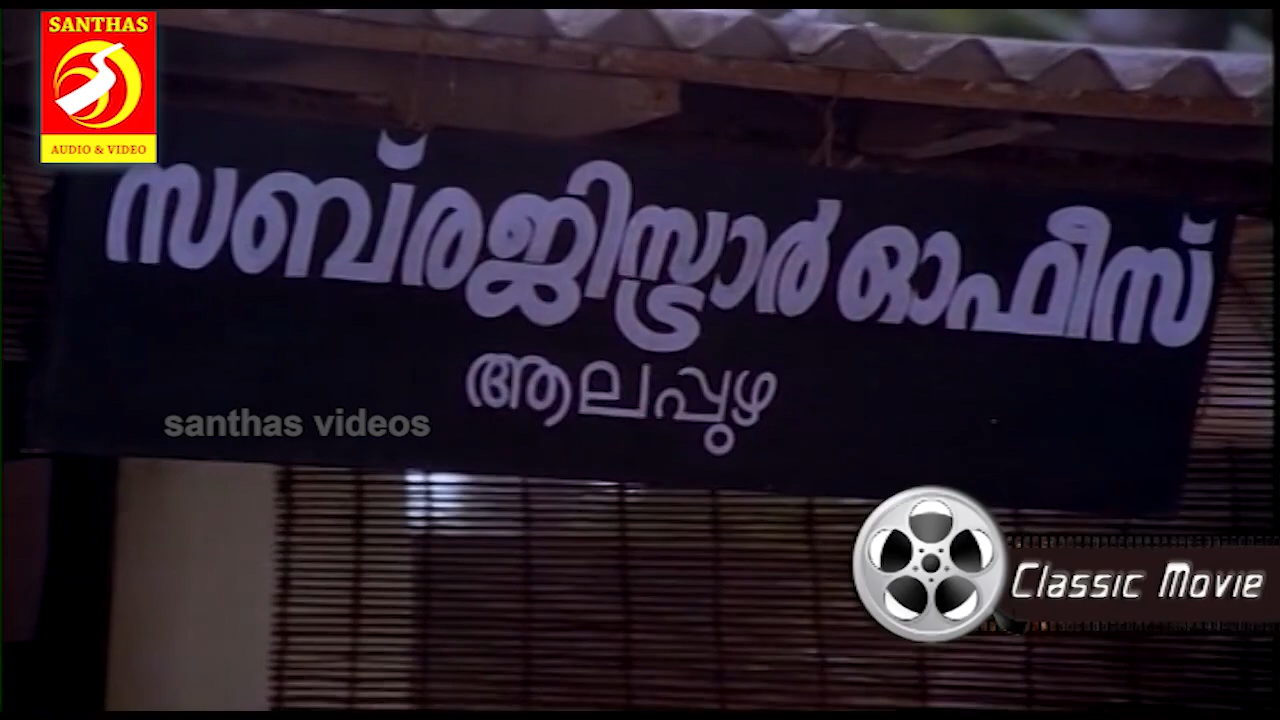 SANTHAS
AUDIO & VIDEO
സബ്‌രജിസ്ട്രാർ ഓഫീസ്
ആലപ്പുഴ
santhas videos
Classic Movie